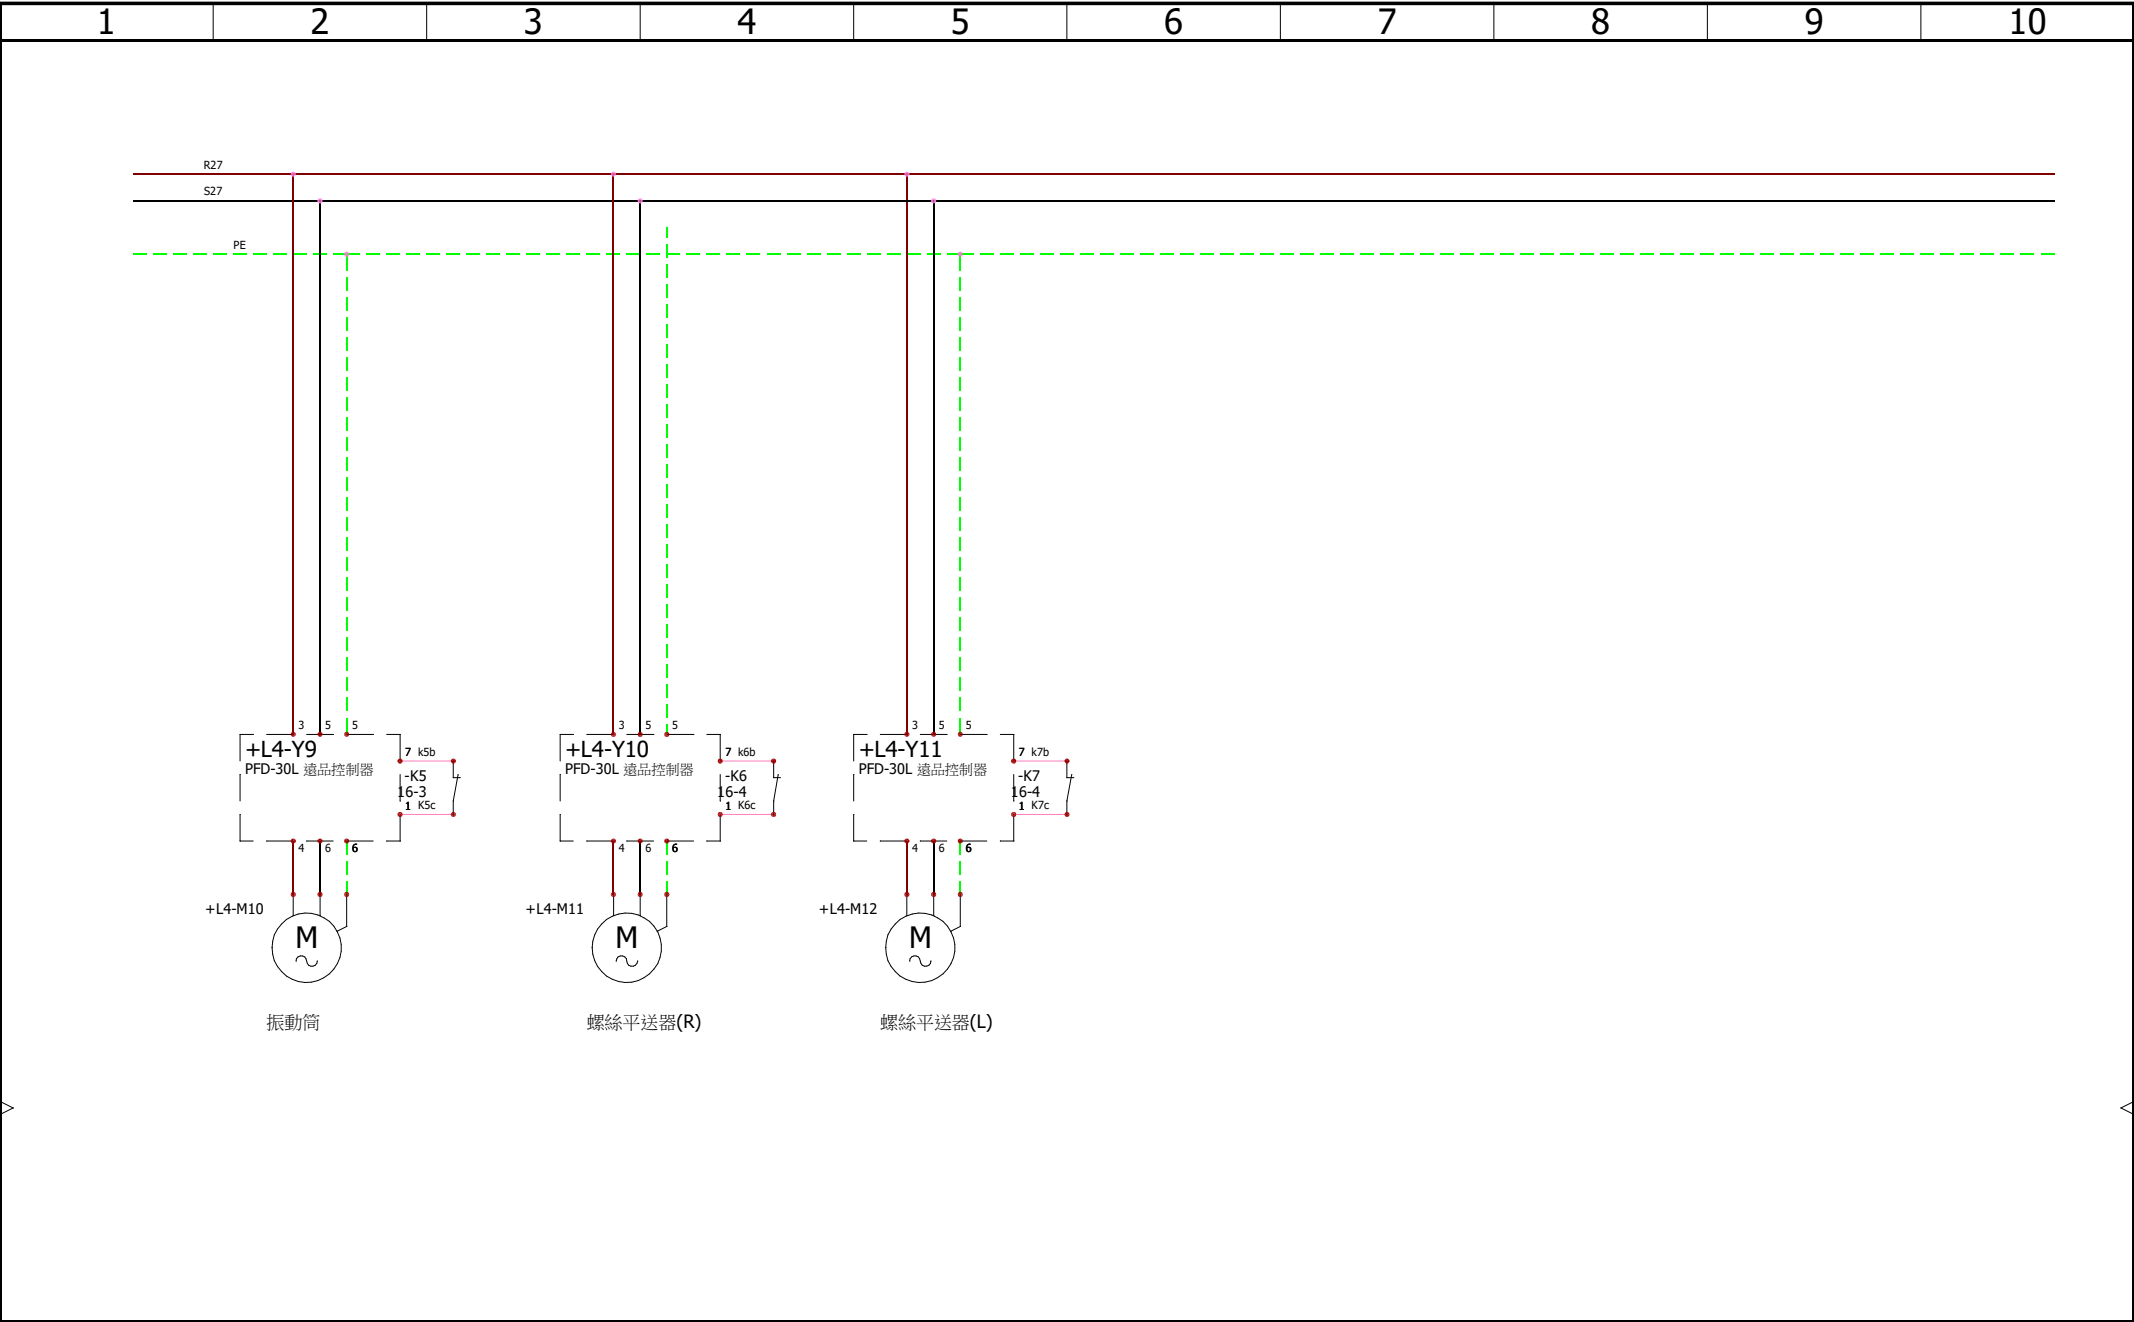 1 2 3 4 5 6 7 8 9 10
R27
S27
PE
3 5 5 3 5 5 3 5 5
+L4-Y9
PFD-30L 遠品控制器
7 k5b
-K5
16-3
1 K5c
+L4-Y10
PFD-30L 遠品控制器
7 k6b
-K6
16-4
1 K6c
+L4-Y11
PFD-30L 遠品控制器
7 k7b
-K7
16-4
1 K7c
4 6 6 4 6 6 4 6 6
+L4-M10
M
+L4-M11
M
+L4-M12
M
振動筒
螺絲平送器(R)
螺絲平送器(L)